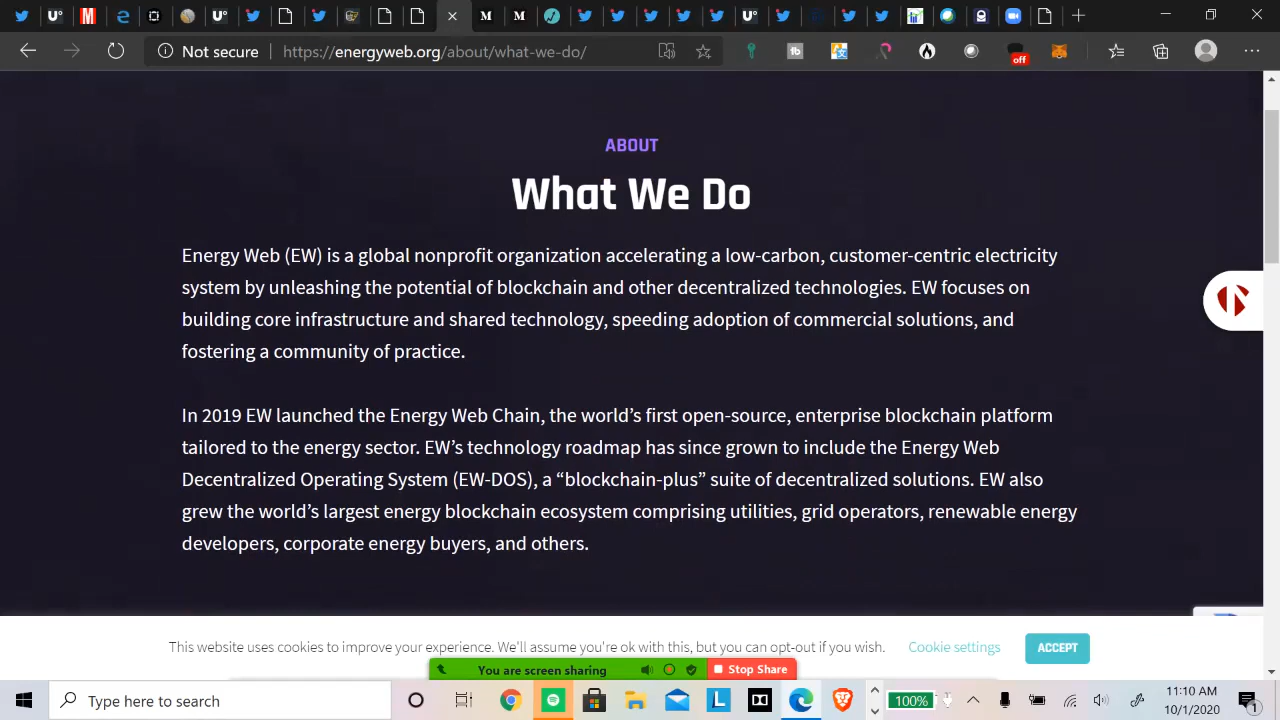 Not secure
https://energyweb.org/about/what-we-do/
off
ABOUT
What We Do
Energy Web (EW) is a global nonprofit organization accelerating a low-carbon, customer-centric electricity
system by unleashing the potential of blockchain and other decentralized technologies. EW focuses on
building core infrastructure and shared technology, speeding adoption of commercial solutions, and
fostering a community of practice.
In 2019 EW launched the Energy Web Chain, the world's first open-source, enterprise blockchain platform
tailored to the energy sector. EW's technology roadmap has since grown to include the Energy Web
Decentralized Operating System (EW-DOS), a “blockchain-plus” suite of decentralized solutions. EW also
grew the world's largest energy blockchain ecosystem comprising utilities, grid operators, renewable energy
developers, corporate energy buyers, and others.
This website uses cookies to improve your experience. We'll assume you're ok with this, but you can opt-out if you wish.
Cookie settings
ACCEPT
You are screen sharing
Stop Share
Type here to search
100%
11:10 AM
10/1/2020